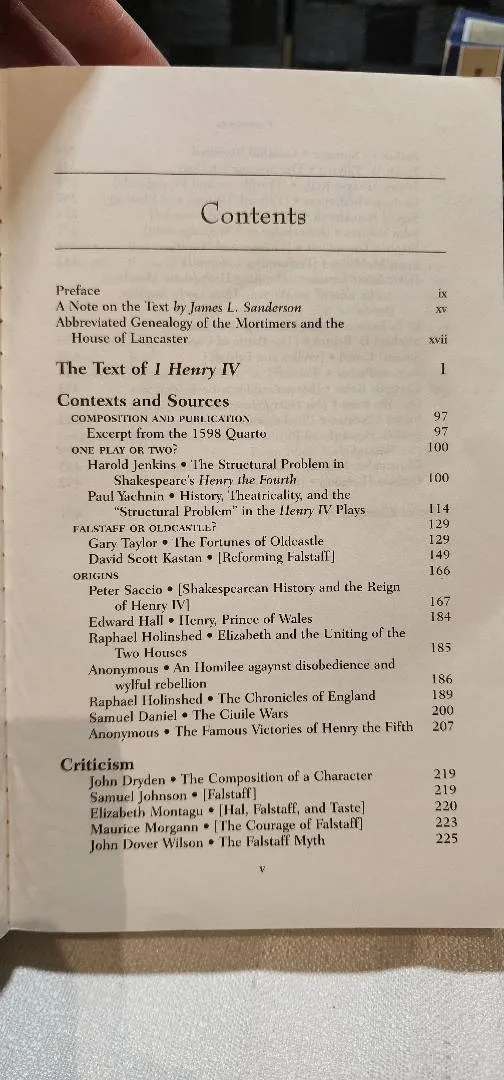 Contents
Preface ix
A Note on the Text by James L. Sanderson xv
Abbreviated Genealogy of the Mortimers and the
House of Lancaster xvii
The Text of 1 Henry IV 1
Contexts and Sources
COMPOSITION AND PUBLICATION 97
Excerpt from the 1598 Quarto 97
ONE PLAY OR TWO? 100
Harold Jenkins • The Structural Problem in
Shakespeare's Henry the Fourth 100
Paul Yachnin • History, Theatricality, and the
"Structural Problem" in the Henry IV Plays 114
FALSTAFF OR OLDCASTLE? 129
Gary Taylor • The Fortunes of Oldcastle 129
David Scott Kastan • [Reforming Falstaff] 149
ORIGINS 166
Peter Saccio • [Shakespearean History and the Reign
of Henry IV] 167
Edward Hall • Henry, Prince of Wales 184
Raphael Holinshed • Elizabeth and the Uniting of the
Two Houses 185
Anonymous • An Homilee agaynst disobedience and
wylful rebellion 186
Raphael Holinshed • The Chronicles of England 189
Samuel Daniel • The Ciuile Wars 200
Anonymous • The Famous Victories of Henry the Fifth 207
Criticism
John Dryden • The Composition of a Character 219
Samuel Johnson • [Falstaff] 219
Elizabeth Montagu • [Hal, Falstaff, and Taste] 220
Maurice Morgann • [The Courage of Falstaff] 223
John Dover Wilson • The Falstaff Myth 225
v